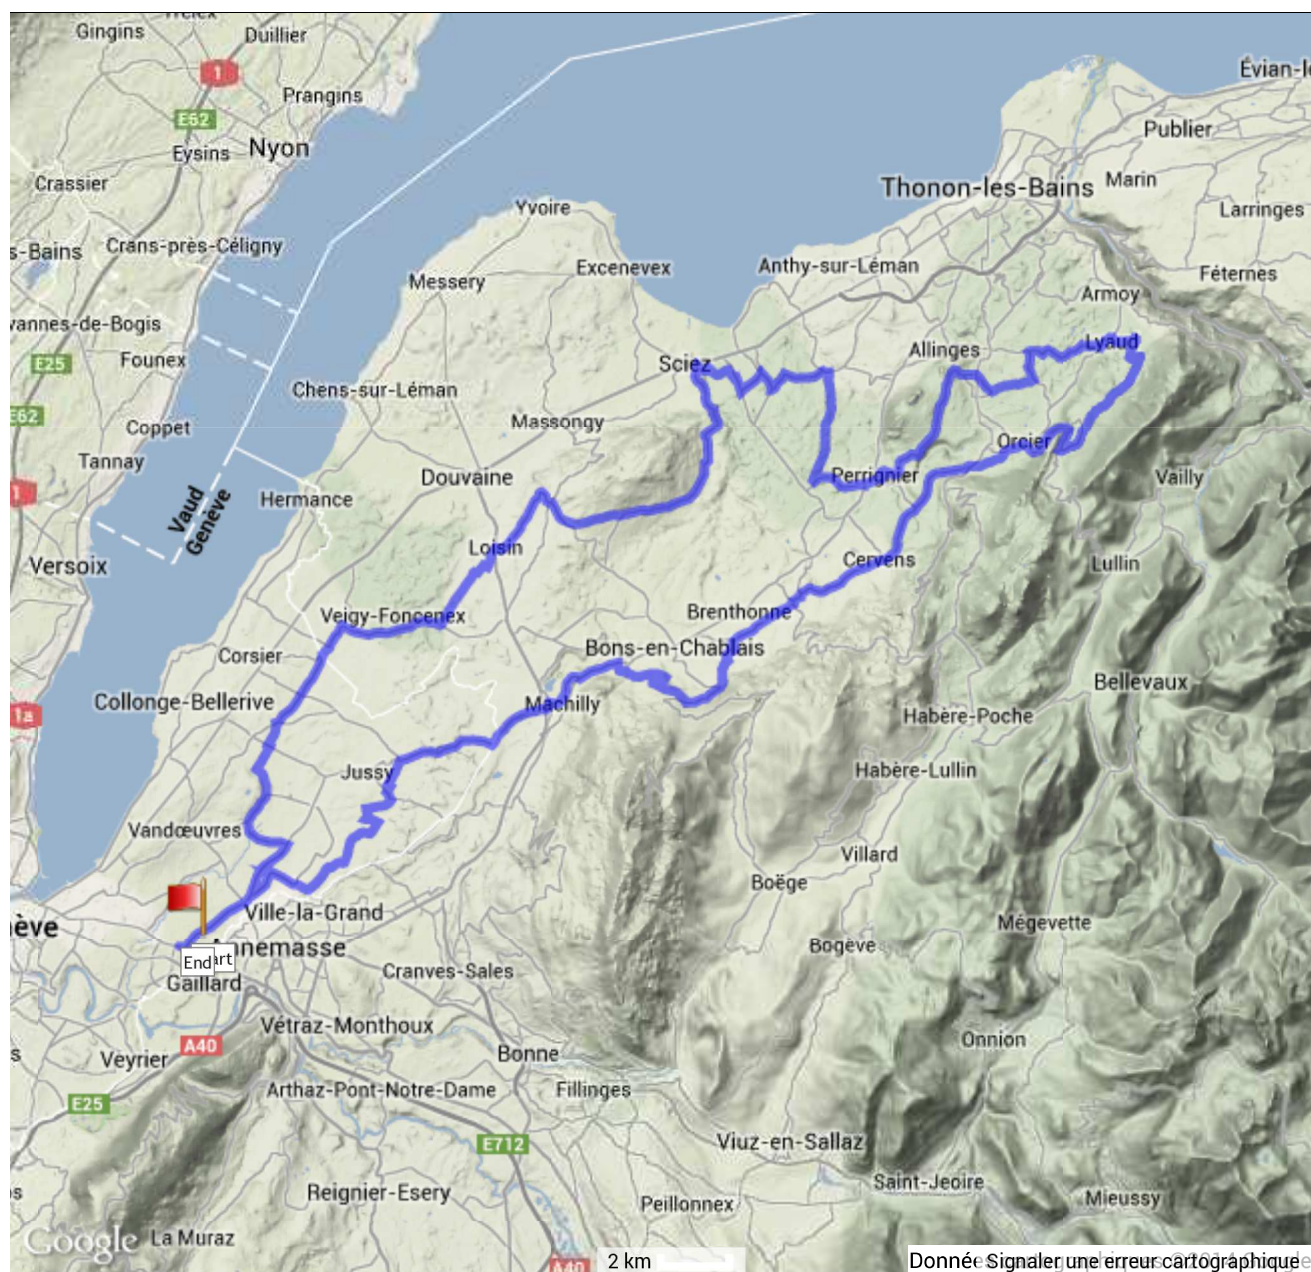 Gingins
Duillier
1
Prangins
Évian-l
E62
Publier
Eysins
Nyon
Crassier
Thonon-les-Bains
Marin
Yvoire
Larringes
s-Bains
Crans-près-Céligny
Excenevex
Anthy-sur-Léman
Féternes
Messery
Armoy
vannes-de-Bogis
Lyaud
Allinges
E25
Founex
Sciez
Chens-sur-Léman
E62
Coppet
Massongy
Orcier
Tannay
Douvaine
Perrignier
Vailly
1
Hermance
Vaud
Genève
Loisin
Cervens
Lullin
Versoix
Veigy-Foncenex
Brenthonne
Corsier
Bons-en-Chablais
Bellevaux
Collonge-Bellerive
Machilly
1a
Habère-Poche
Jussy
Habère-Lullin
Vandœuvres
Villard
Boëge
Ville-la-Grand
Mégevette
ève
Annemasse
Bogève
End
art
Cranves-Sales
Gaillard
Vétraz-Monthoux
Onnion
A40
Veyrier
Bonne
Arthaz-Pont-Notre-Dame
Fillinges
E25
E712
Viuz-en-Sallaz
Saint-Jeoire
Reignier-Esery
Peillonnex
Mieussy
Google
La Muraz
A40
2 km
Donnée
Signaler une erreur cartographique